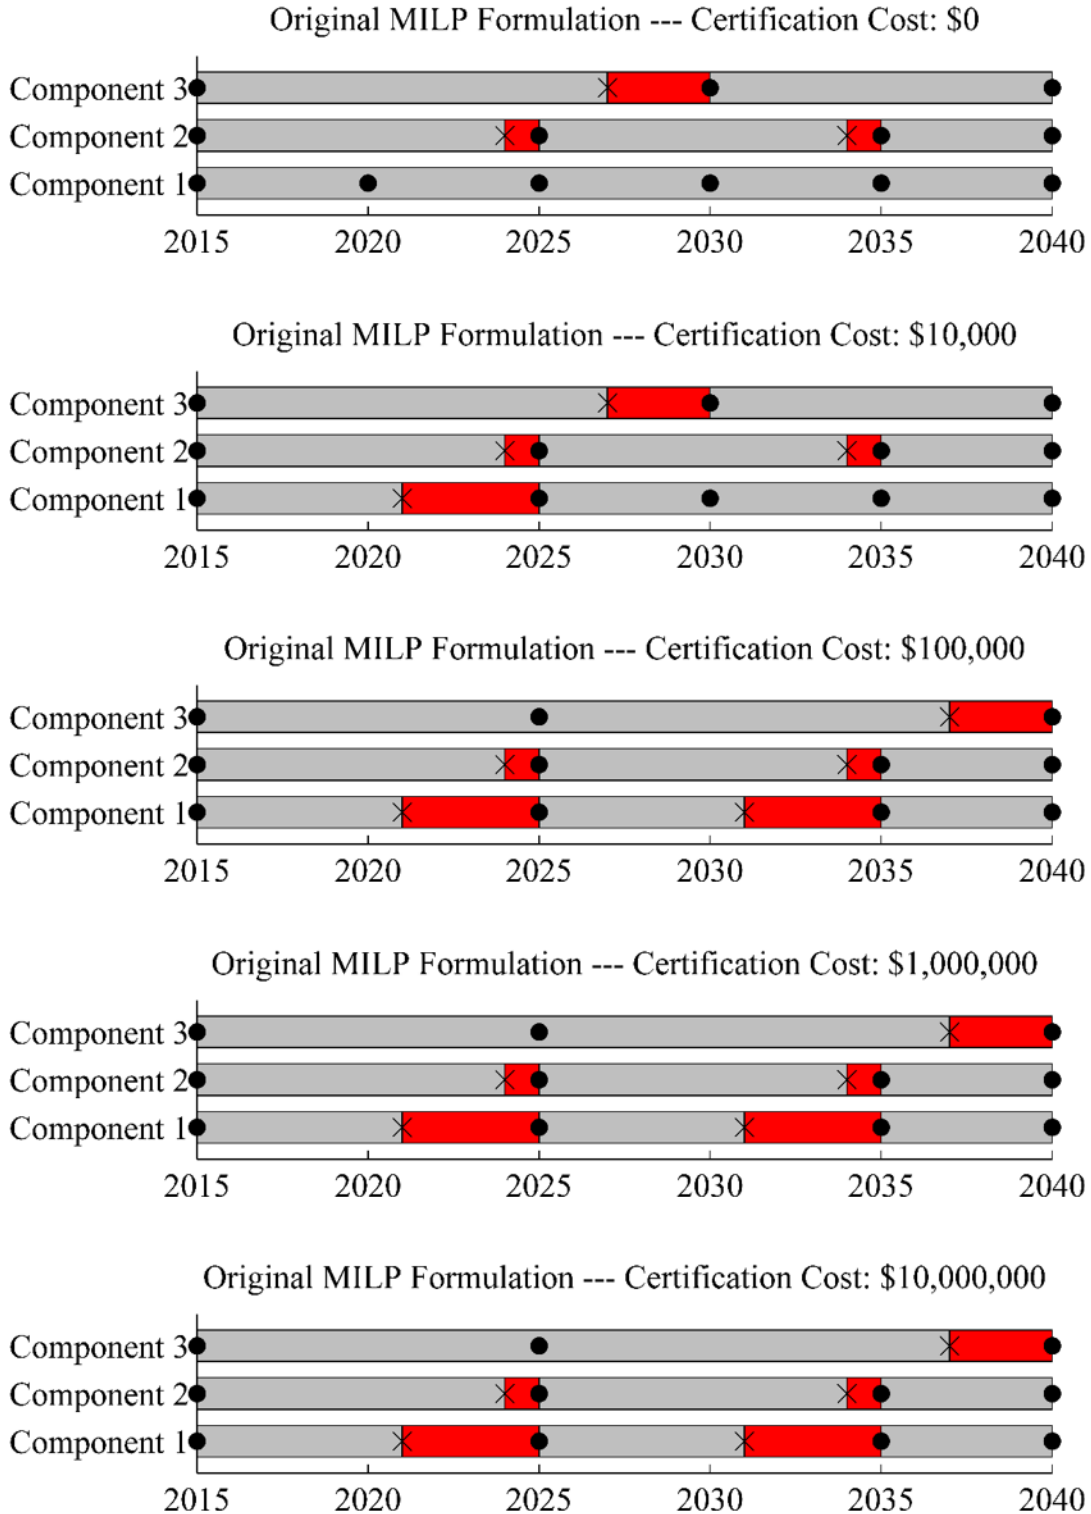 Original MILP Formulation --- Certification Cost: $0
Component 3
Component 2
Component 1
2015 2020 2025 2030 2035 2040
Original MILP Formulation --- Certification Cost: $10,000
Component 3
Component 2
Component 1
2015 2020 2025 2030 2035 2040
Original MILP Formulation --- Certification Cost: $100,000
Component 3
Component 2
Component 1
2015 2020 2025 2030 2035 2040
Original MILP Formulation --- Certification Cost: $1,000,000
Component 3
Component 2
Component 1
2015 2020 2025 2030 2035 2040
Original MILP Formulation --- Certification Cost: $10,000,000
Component 3
Component 2
Component 1
2015 2020 2025 2030 2035 2040